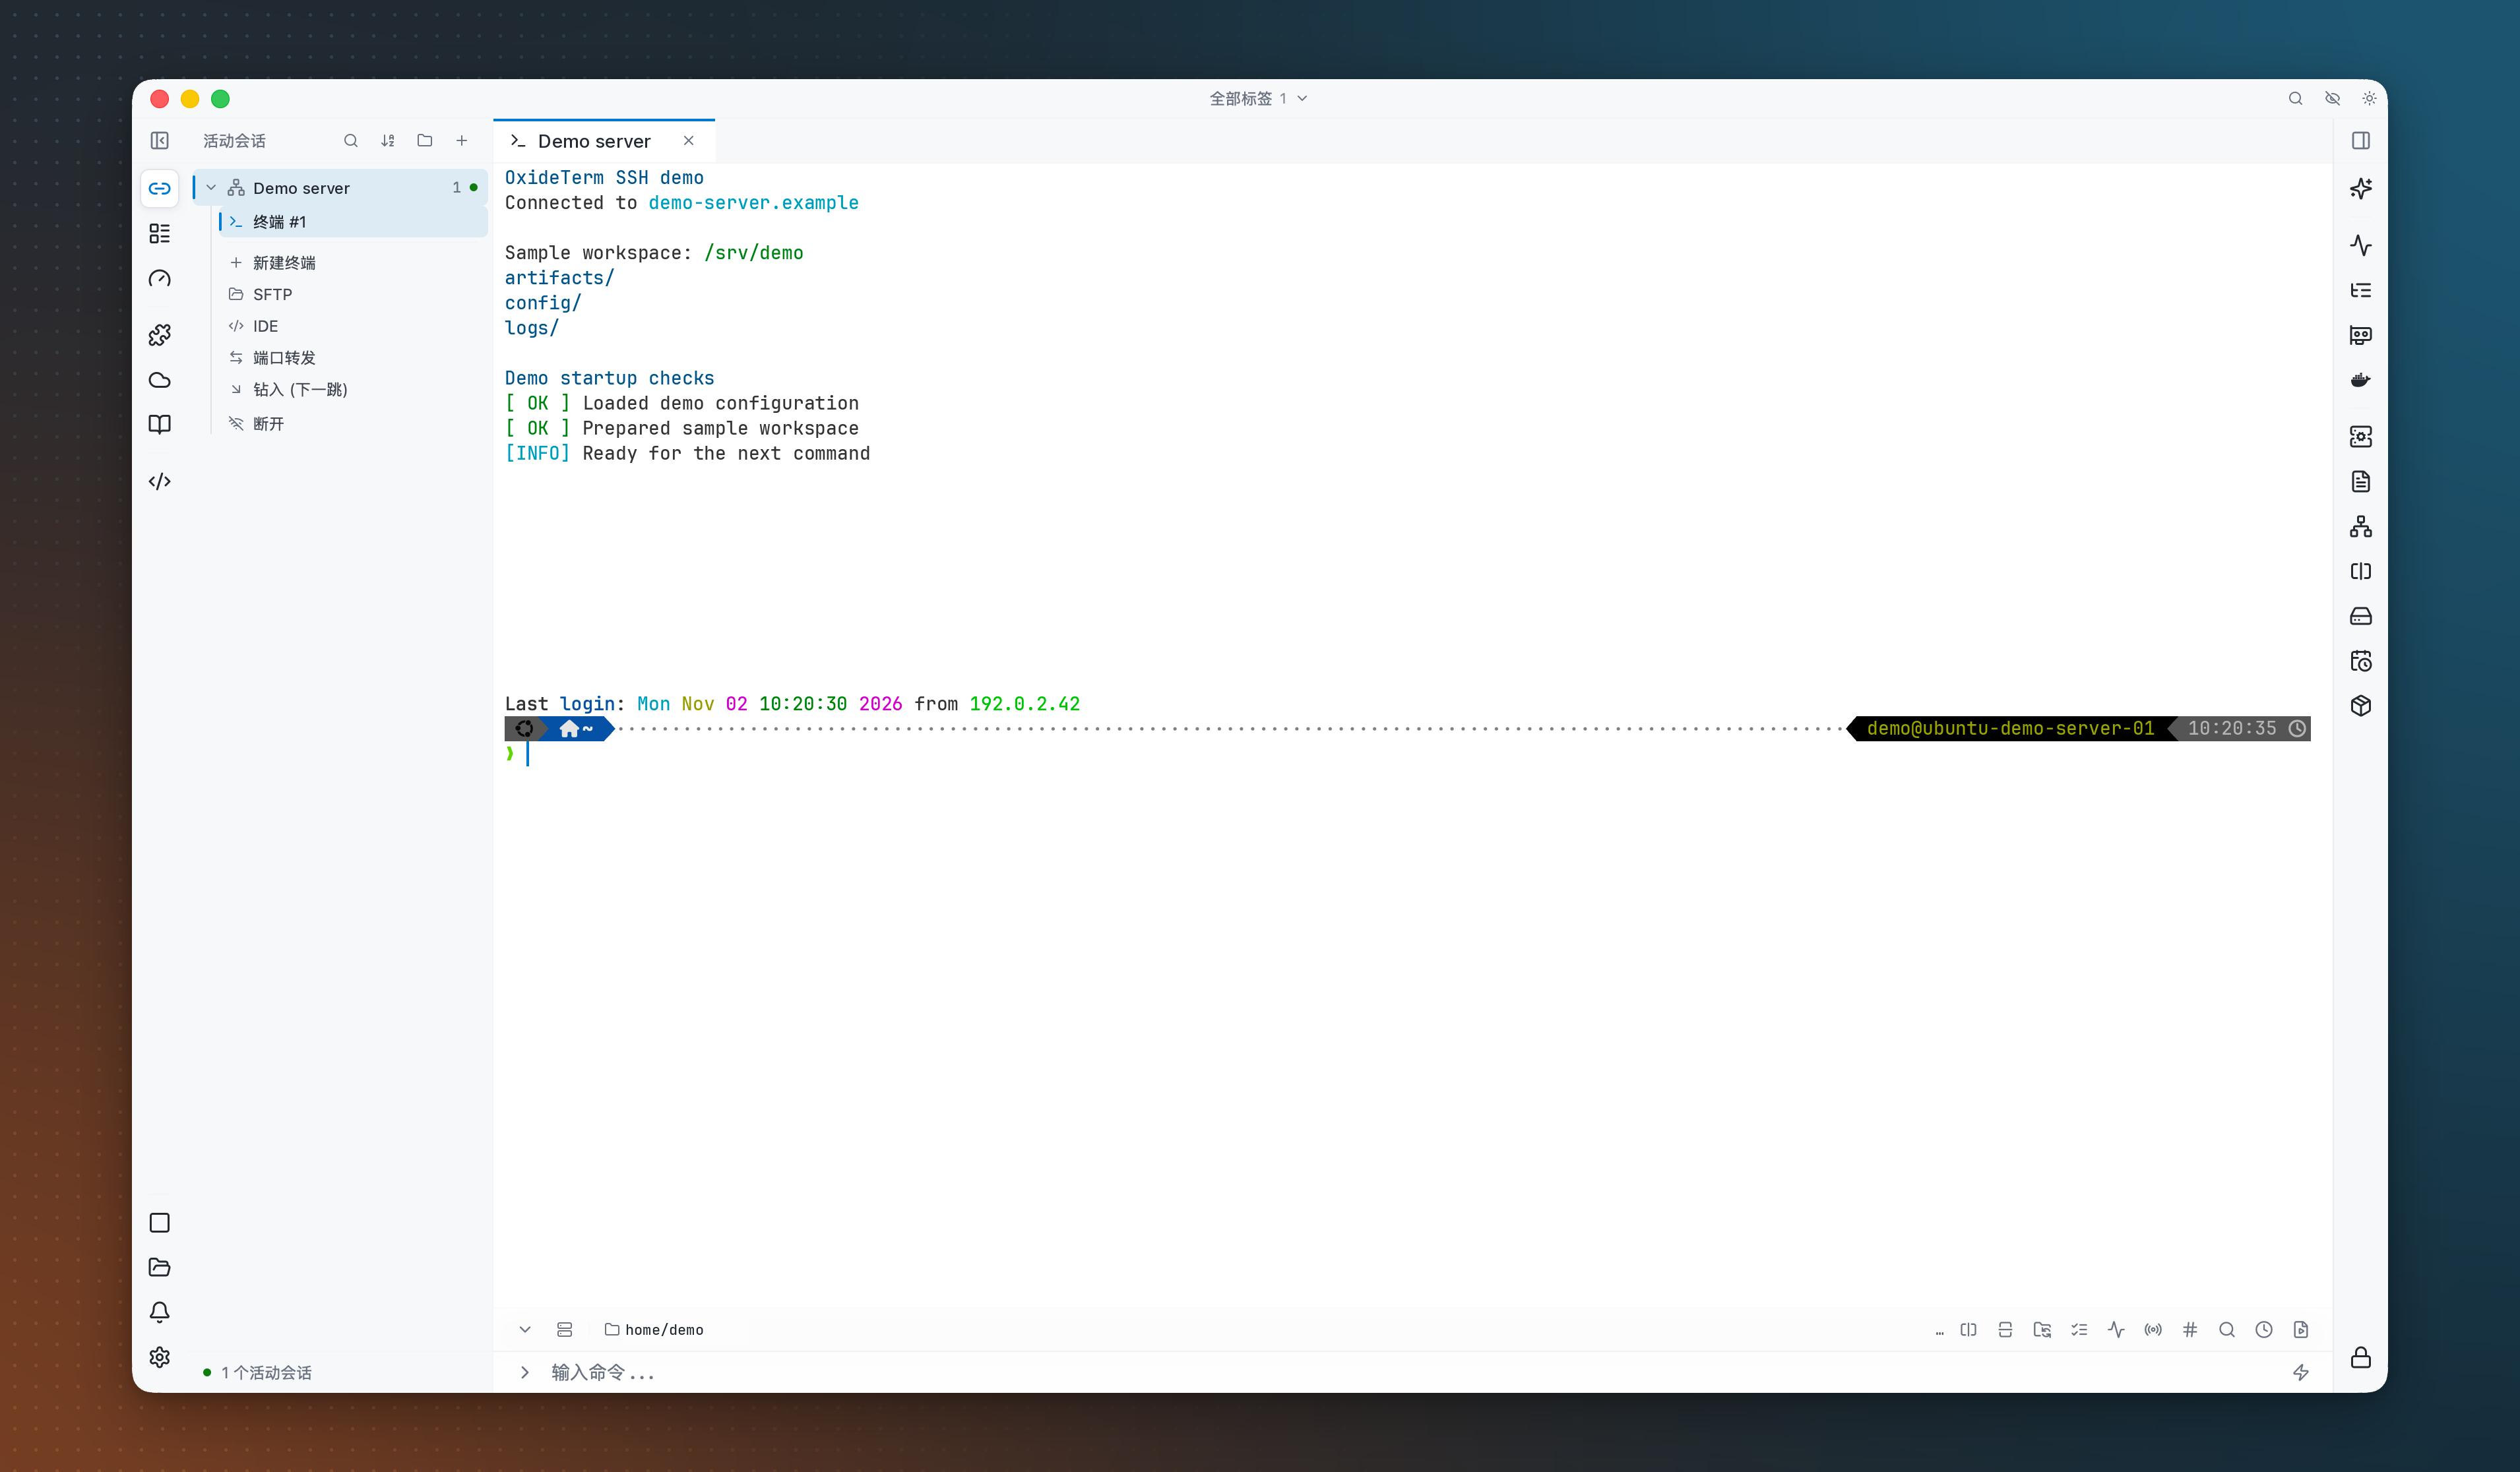 全部标签 1
活动会话
Demo server 1
终端 #1
新建终端
SFTP
IDE
端口转发
钻入 (下一跳)
断开
1 个活动会话
Demo server
OxideTerm SSH demo
Connected to demo-server.example
Sample workspace: /srv/demo
artifacts/
config/
logs/
Demo startup checks
[ OK ] Loaded demo configuration
[ OK ] Prepared sample workspace
[INFO] Ready for the next command
Last login: Mon Nov 02 10:20:30 2026 from 192.0.2.42
~ demo@ubuntu-demo-server-01 10:20:35
❯
home/demo
...
输入命令...